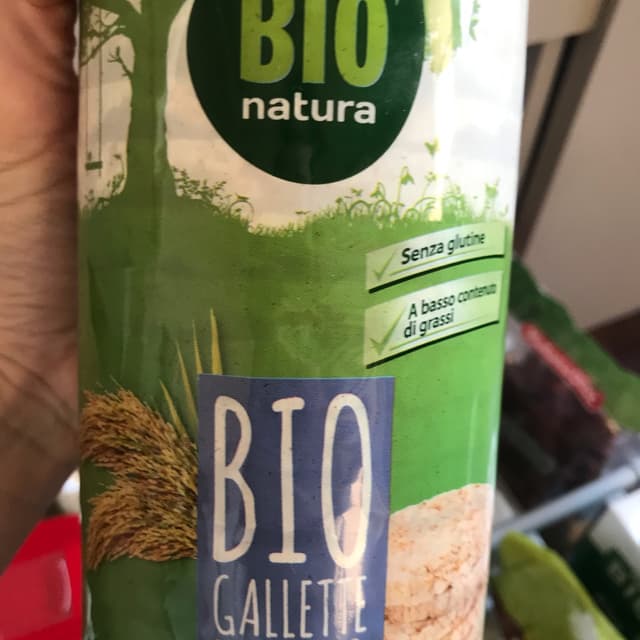 BIO
natura
Senza glutine
A basso contenuto
di grassi
BIO
GALLETTE